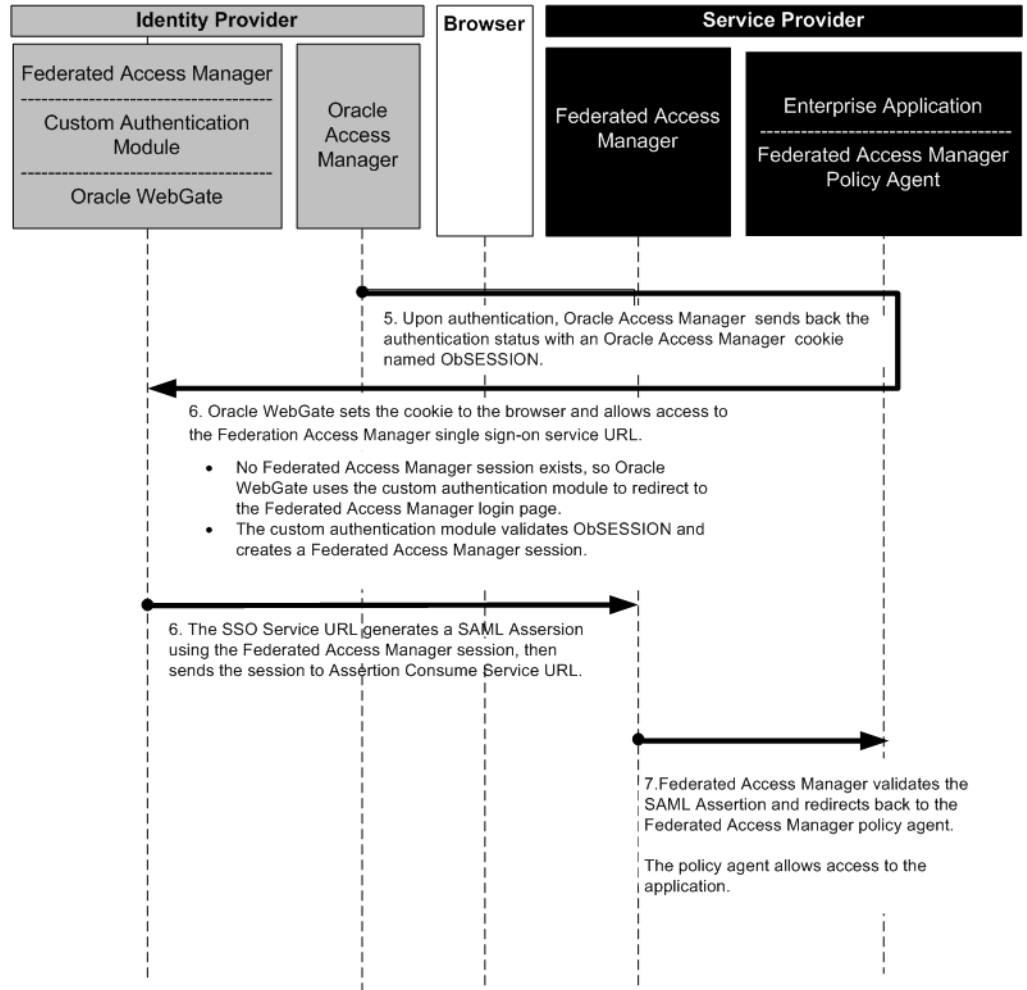 Identity Provider
Browser
Service Provider
Federated Access Manager
Custom Authentication
Module
Oracle WebGate
Oracle
Access
Manager
Federated Access
Manager
Enterprise Application
Federated Access Manager
Policy Agent
5. Upon authentication, Oracle Access Manager  sends back the
authentication status with an Oracle Access Manager  cookie
named ObSESSION.
6. Oracle WebGate sets the cookie to the browser and allows access to
the Federation Access Manager single sign-on service URL.
• No Federated Access Manager session exists, so Oracle
WebGate uses the custom authentication module to redirect to
the Federated Access Manager login page.
• The custom authentication module validates ObSESSION and
creates a Federated Access Manager session.
6. The SSO Service URL generates a SAML Assersion
using the Federated Access Manager session, then
sends the session to Assertion Consume Service URL.
7.Federated Access Manager validates the
SAML Assertion and redirects back to the
Federated Access Manager policy agent.
The policy agent allows access to the
application.